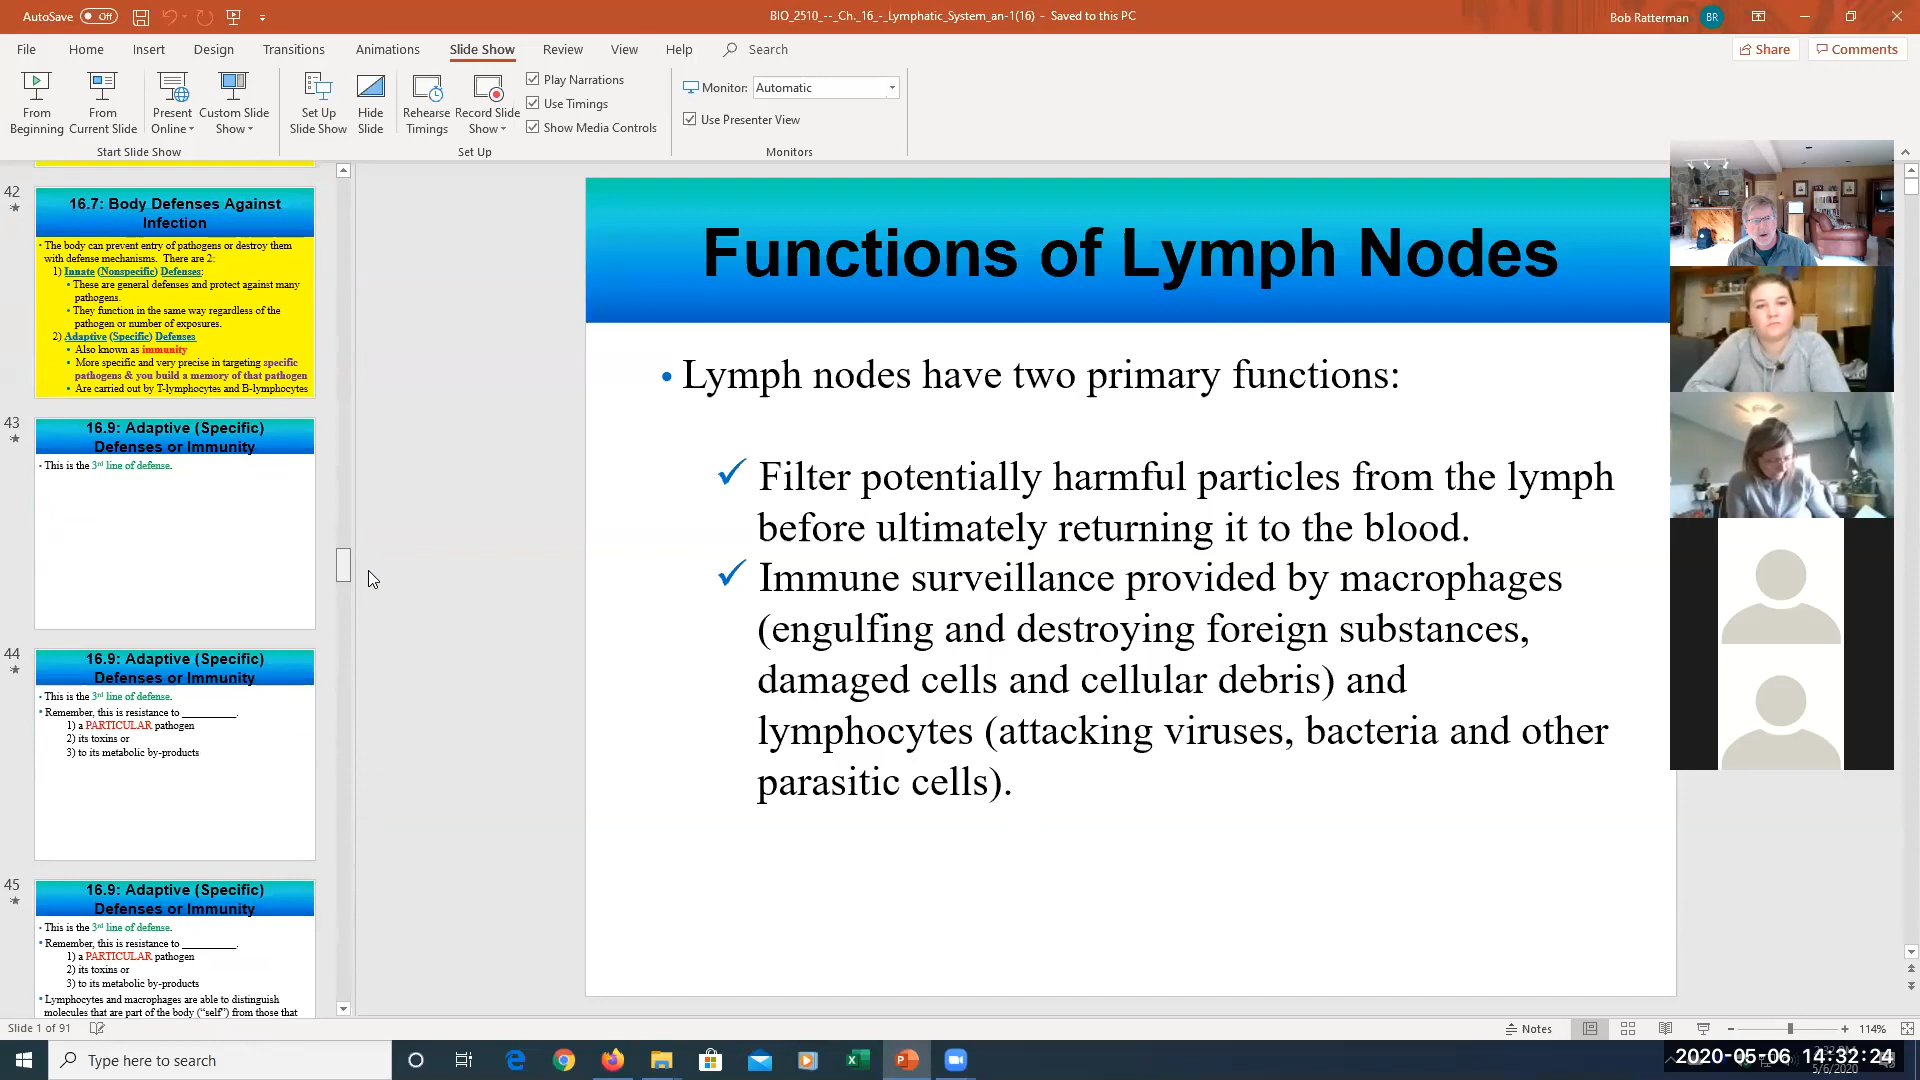 AutoSave Off
BIO_2510_--_Ch._16_-_Lymphatic_System_an-1(16) - Saved to this PC
Bob Ratterman BR
File Home Insert Design Transitions Animations Slide Show Review View Help Search
Share Comments
From Beginning
From Current Slide
Present Online
Custom Slide Show
Start Slide Show
Set Up Slide Show
Hide Slide
Rehearse Timings
Record Slide Show
Play Narrations
Use Timings
Show Media Controls
Set Up
Monitor: Automatic
Use Presenter View
Monitors
42
16.7: Body Defenses Against
Infection
• The body can prevent entry of pathogens or destroy them
with defense mechanisms. There are 2:
1) Innate (Nonspecific) Defenses:
• These are general defenses and protect against many
pathogens.
• They function in the same way regardless of the
pathogen or number of exposures.
2) Adaptive (Specific) Defenses
• Also known as immunity
• More specific and very precise in targeting specific
pathogens & you build a memory of that pathogen
• Are carried out by T-lymphocytes and B-lymphocytes
43
16.9: Adaptive (Specific)
Defenses or Immunity
• This is the 3rd line of defense.
44
16.9: Adaptive (Specific)
Defenses or Immunity
• This is the 3rd line of defense.
• Remember, this is resistance to __________.
1) a PARTICULAR pathogen
2) its toxins or
3) to its metabolic by-products
45
16.9: Adaptive (Specific)
Defenses or Immunity
• This is the 3rd line of defense.
• Remember, this is resistance to __________.
1) a PARTICULAR pathogen
2) its toxins or
3) to its metabolic by-products
• Lymphocytes and macrophages are able to distinguish
molecules that are part of the body (“self”) from those that
Functions of Lymph Nodes
• Lymph nodes have two primary functions:
✓ Filter potentially harmful particles from the lymph
before ultimately returning it to the blood.
✓ Immune surveillance provided by macrophages
(engulfing and destroying foreign substances,
damaged cells and cellular debris) and
lymphocytes (attacking viruses, bacteria and other
parasitic cells).
Slide 1 of 91
Notes
114%
Type here to search
2020-05-06 14:32:24
5/6/2020